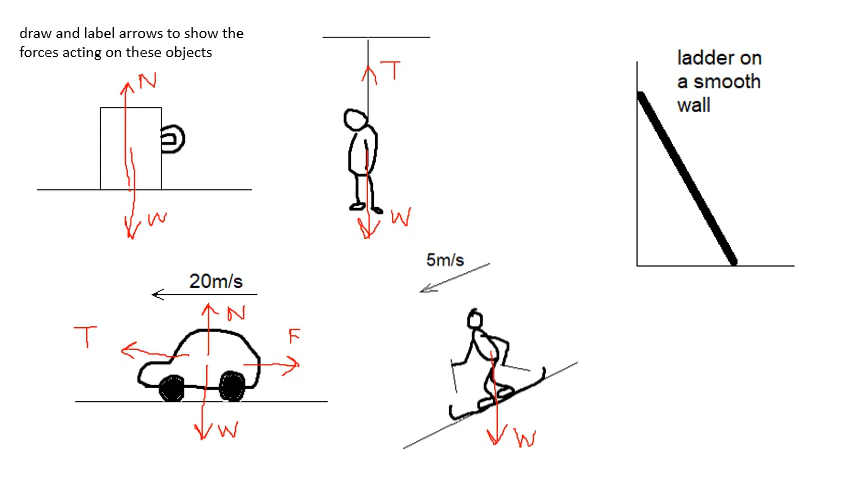 draw and label arrows to show the
forces acting on these objects
N
W
T
W
ladder on
a smooth
wall
20m/s
N
T
F
W
5m/s
W